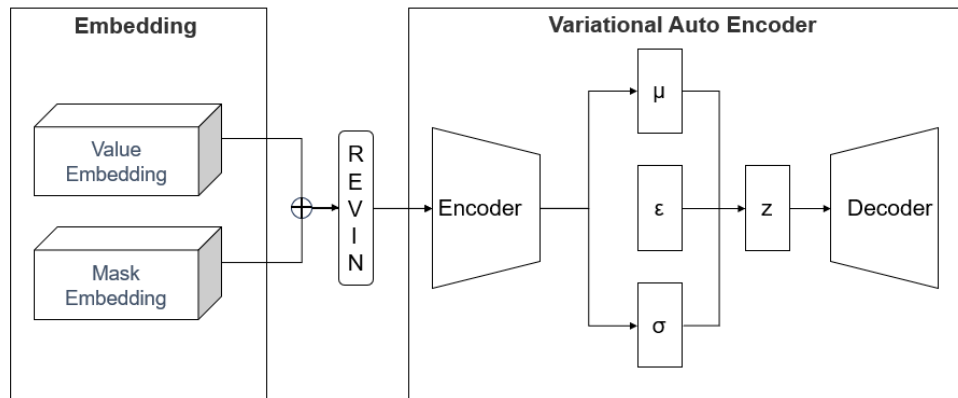 Embedding
Value
Embedding
Mask
Embedding
R
E
V
I
N
Variational Auto Encoder
Encoder
μ
ε
σ
z
Decoder